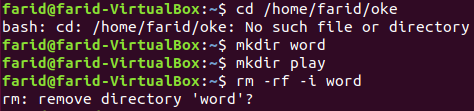 farid@farid-VirtualBox:~$ cd /home/farid/oke
bash: cd: /home/farid/oke: No such file or directory
farid@farid-VirtualBox:~$ mkdir word
farid@farid-VirtualBox:~$ mkdir play
farid@farid-VirtualBox:~$ rm -rf -i word
rm: remove directory 'word'?